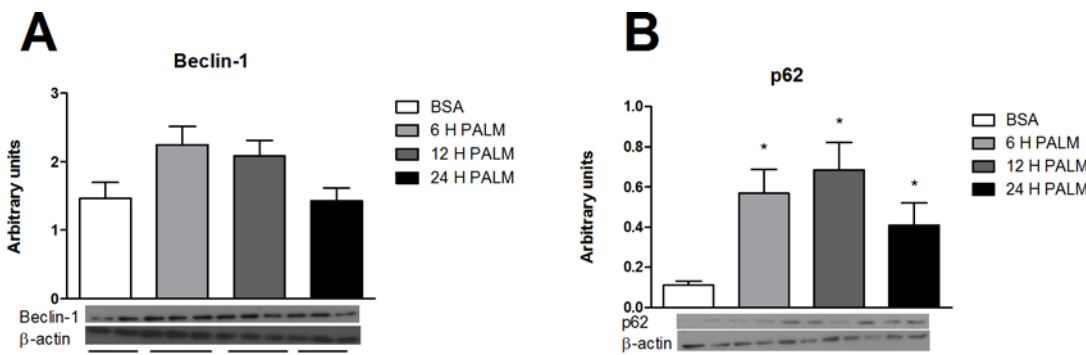 A
Beclin-1
Arbitrary units
3
2
1
0
BSA
6 H PALM
12 H PALM
24 H PALM
Beclin-1
β-actin
B
p62
Arbitrary units
1.0
0.8
0.6
0.4
0.2
0.0
*
*
*
BSA
6 H PALM
12 H PALM
24 H PALM
p62
β-actin